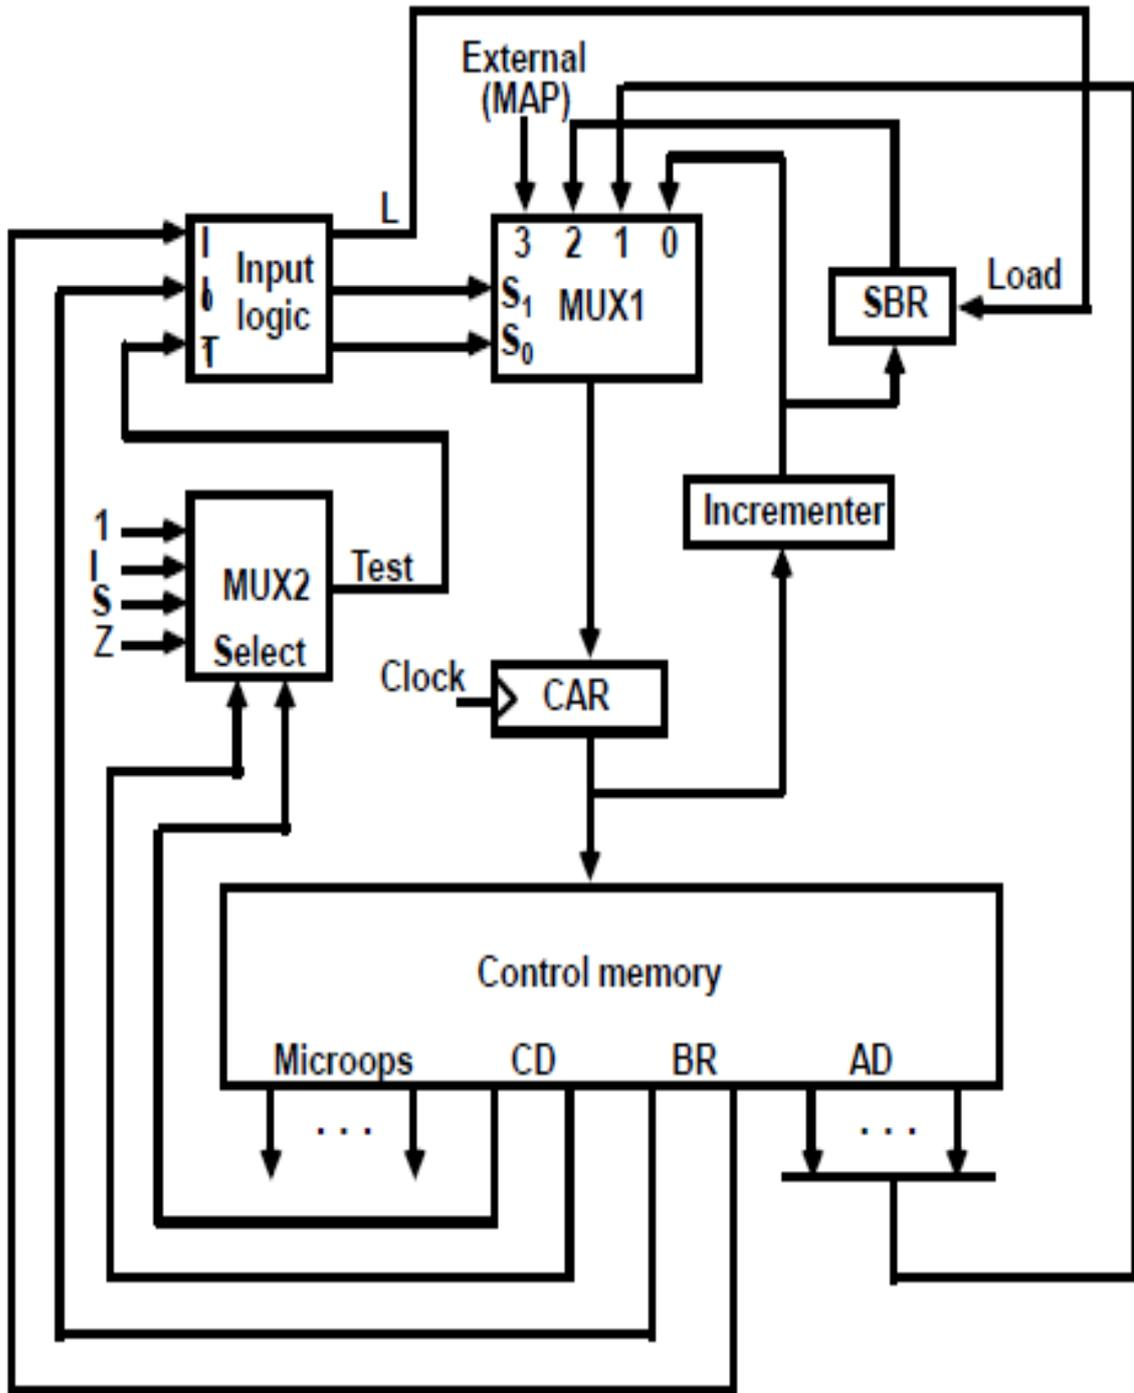 External
(MAP)
L
I
Input
logic
I
0
T
3 2 1 0
S1
MUX1
S0
SBR
Load
1
I
S
Z
MUX2
Test
Select
Incrementer
Clock
CAR
Control memory
Microops CD BR AD
. . .
. . .